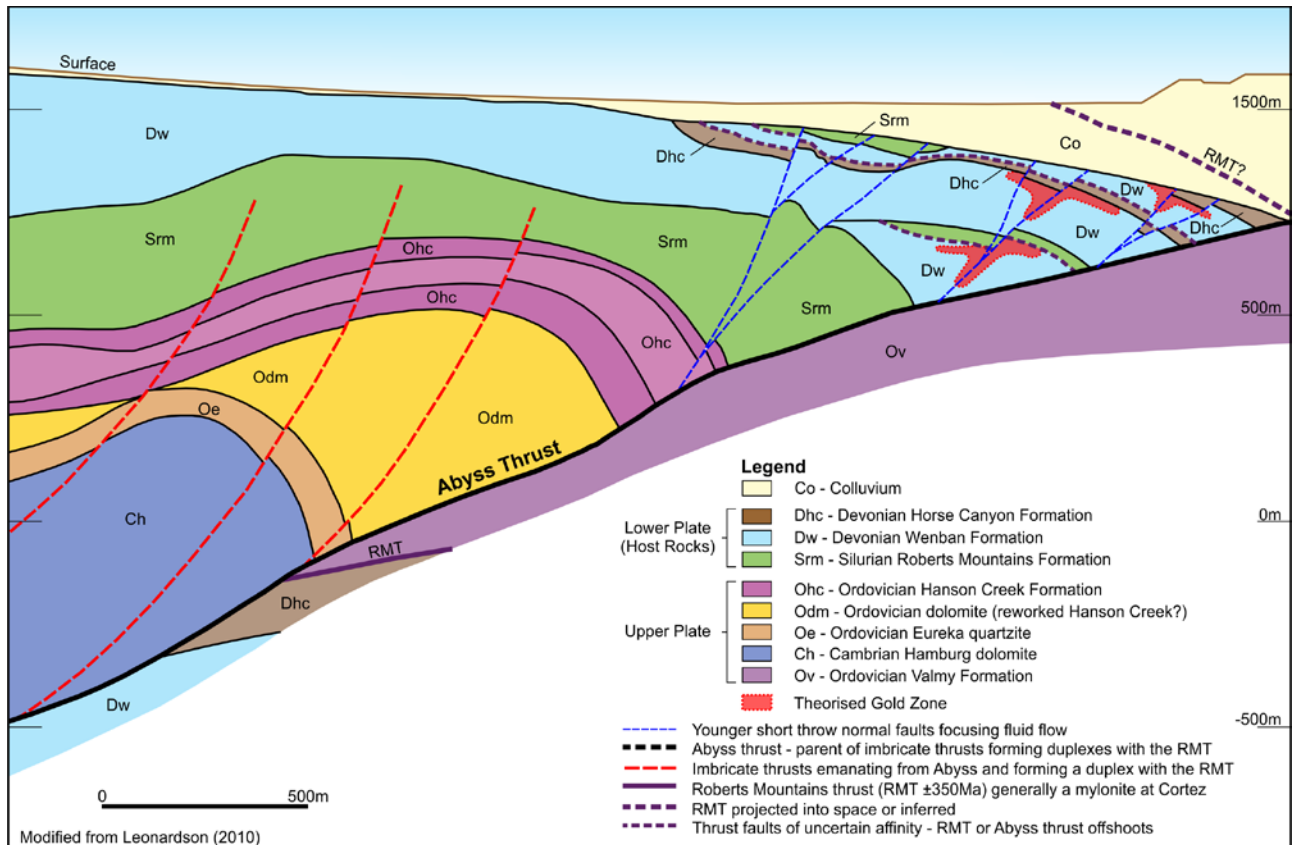 Surface
Dw
Srm
Dhc
Co
1500m
RMT?
Dhc
Dw
Dhc
Dw
Srm
Ohc
Srm
Dw
Ohc
Ohc
Srm
500m
Ov
Odm
Oe
Odm
Abyss Thrust
Ch
RMT
Dhc
Dw
0m
-500m
Legend
Co - Colluvium
Lower Plate
(Host Rocks)
Dhc - Devonian Horse Canyon Formation
Dw - Devonian Wenban Formation
Srm - Silurian Roberts Mountains Formation
Upper Plate
Ohc - Ordovician Hanson Creek Formation
Odm - Ordovician dolomite (reworked Hanson Creek?)
Oe - Ordovician Eureka quartzite
Ch - Cambrian Hamburg dolomite
Ov - Ordovician Valmy Formation
Theorised Gold Zone
Younger short throw normal faults focusing fluid flow
Abyss thrust - parent of imbricate thrusts forming duplexes with the RMT
Imbricate thrusts emanating from Abyss and forming a duplex with the RMT
Roberts Mountains thrust (RMT ±350Ma) generally a mylonite at Cortez
RMT projected into space or inferred
Thrust faults of uncertain affinity - RMT or Abyss thrust offshoots
0 500m
Modified from Leonardson (2010)